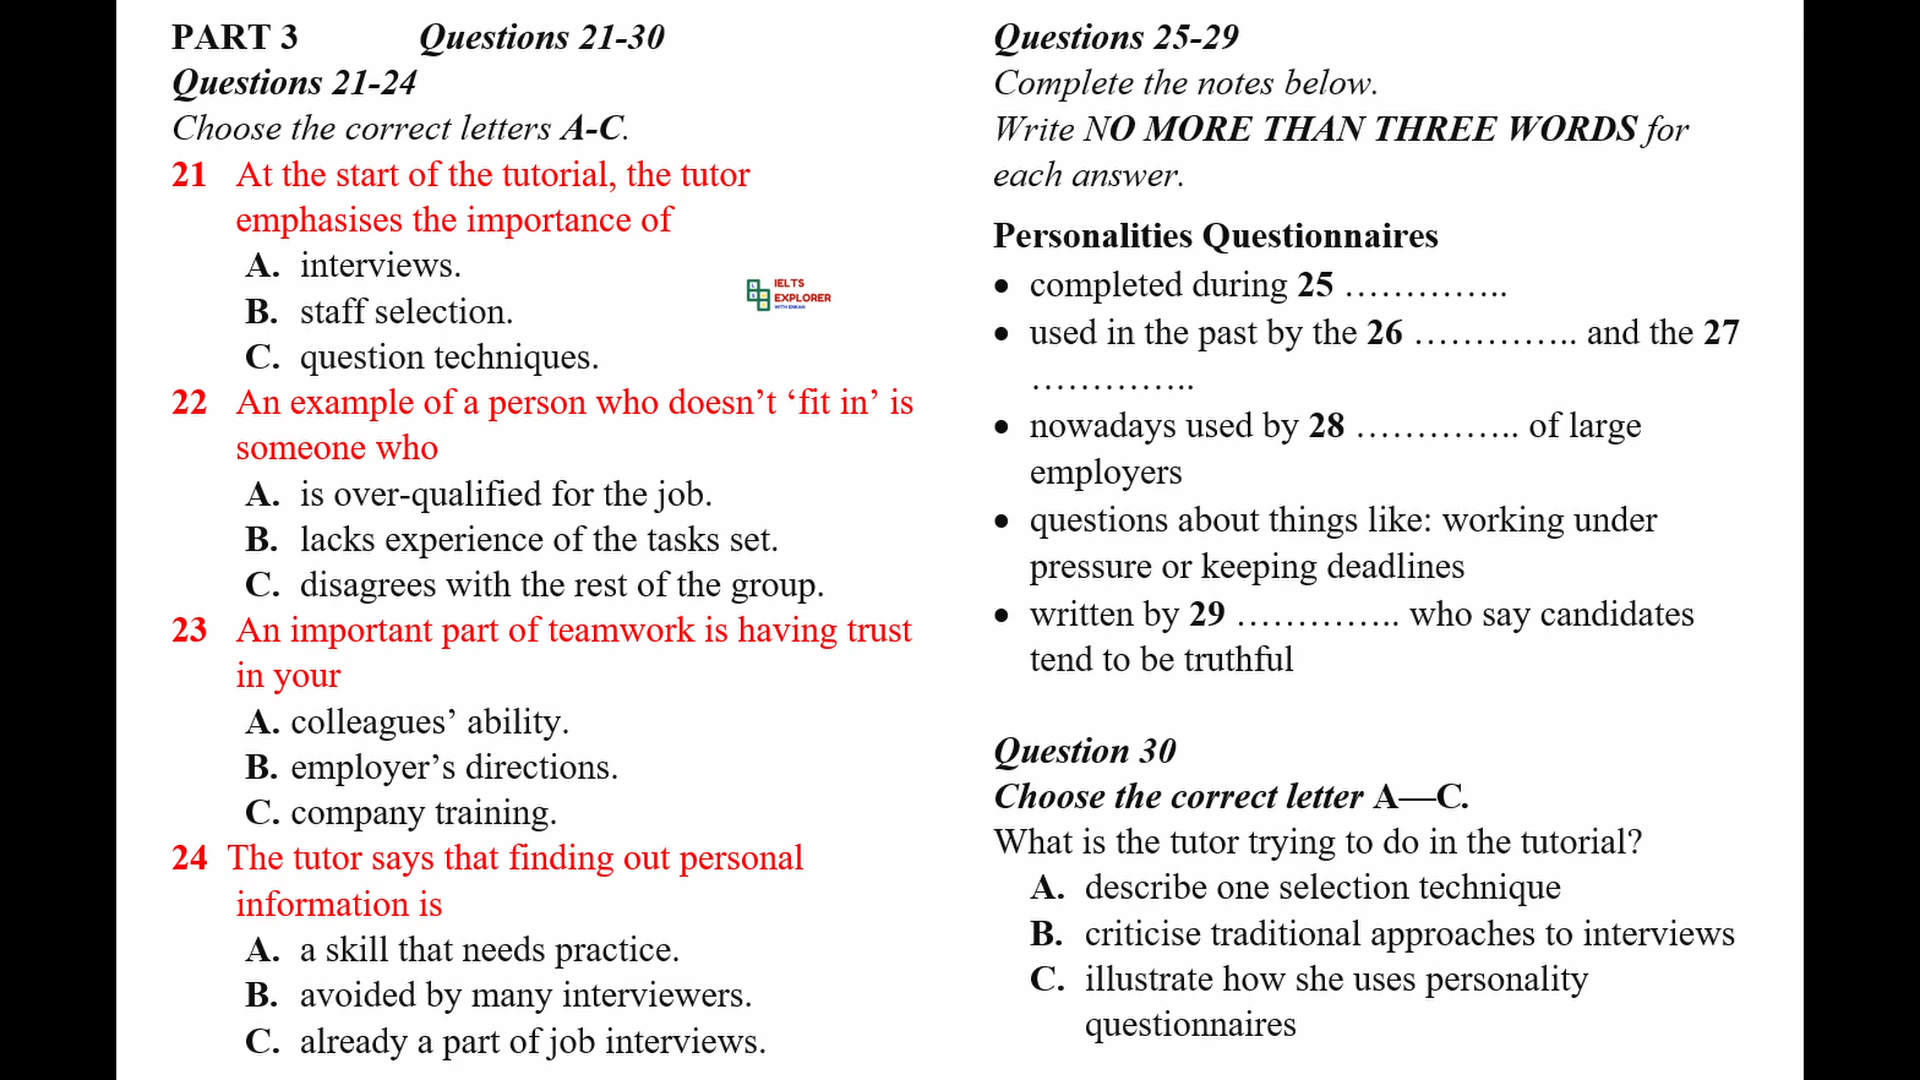 PART 3 Questions 21-30
Questions 21-24
Choose the correct letters A-C.
21 At the start of the tutorial, the tutor
emphasises the importance of
A. interviews.
B. staff selection.
C. question techniques.
22 An example of a person who doesn’t ‘fit in’ is
someone who
A. is over-qualified for the job.
B. lacks experience of the tasks set.
C. disagrees with the rest of the group.
23 An important part of teamwork is having trust
in your
A. colleagues’ ability.
B. employer’s directions.
C. company training.
24 The tutor says that finding out personal
information is
A. a skill that needs practice.
B. avoided by many interviewers.
C. already a part of job interviews.
IELTS
EXPLORER
Questions 25-29
Complete the notes below.
Write NO MORE THAN THREE WORDS for
each answer.
Personalities Questionnaires
• completed during 25 …………..
• used in the past by the 26 ………….. and the 27
…………..
• nowadays used by 28 ………….. of large
employers
• questions about things like: working under
pressure or keeping deadlines
• written by 29 ………….. who say candidates
tend to be truthful
Question 30
Choose the correct letter A—C.
What is the tutor trying to do in the tutorial?
A. describe one selection technique
B. criticise traditional approaches to interviews
C. illustrate how she uses personality
questionnaires